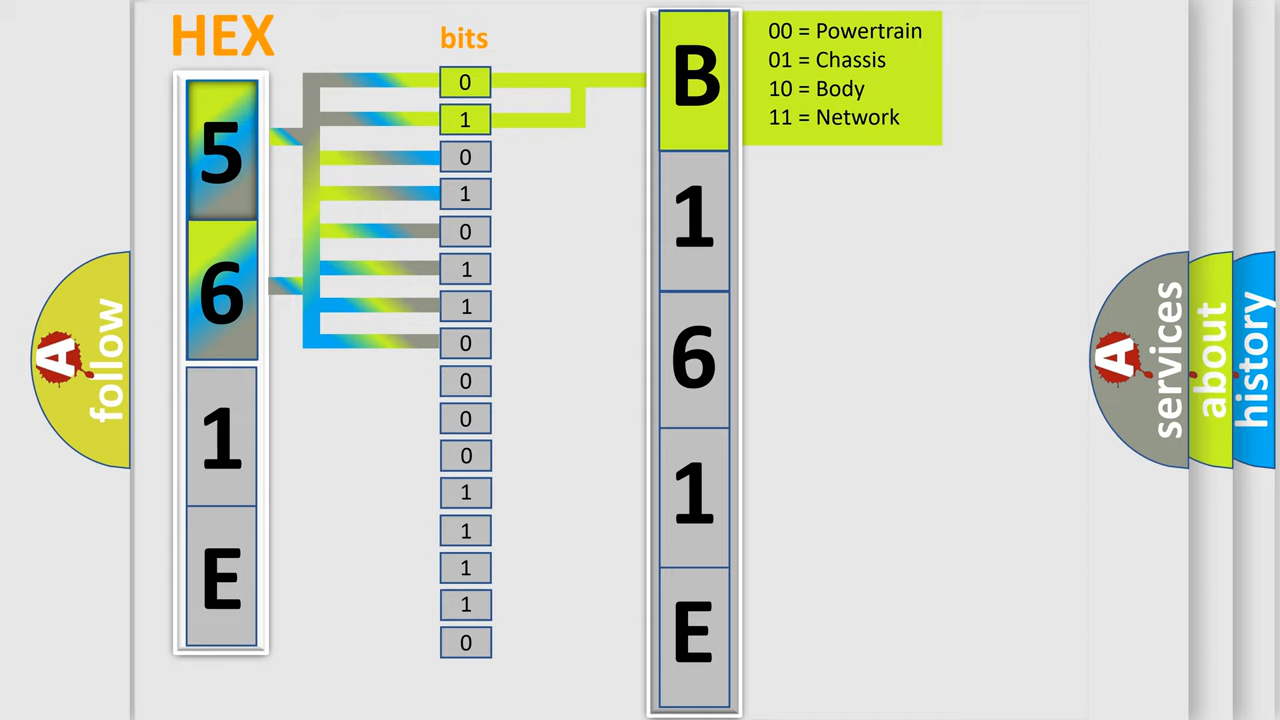 HEX
bits
5
6
1
E
0
1
0
1
0
1
1
0
0
0
0
1
1
1
1
0
B
1
6
1
E
00 = Powertrain
01 = Chassis
10 = Body
11 = Network
A
follow
A
services
about
history